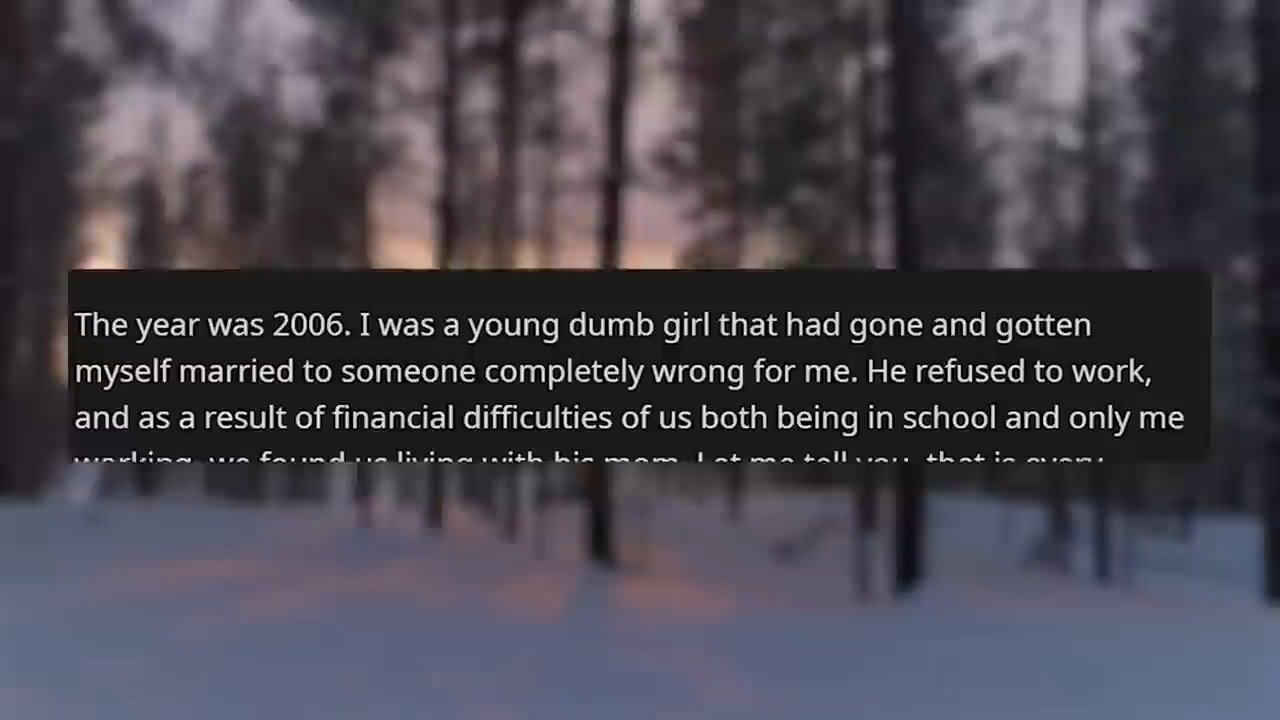 The year was 2006. I was a young dumb girl that had gone and gotten
myself married to someone completely wrong for me. He refused to work,
and as a result of financial difficulties of us both being in school and only me
working, we found us living with his mom. Let me tell you, that is every